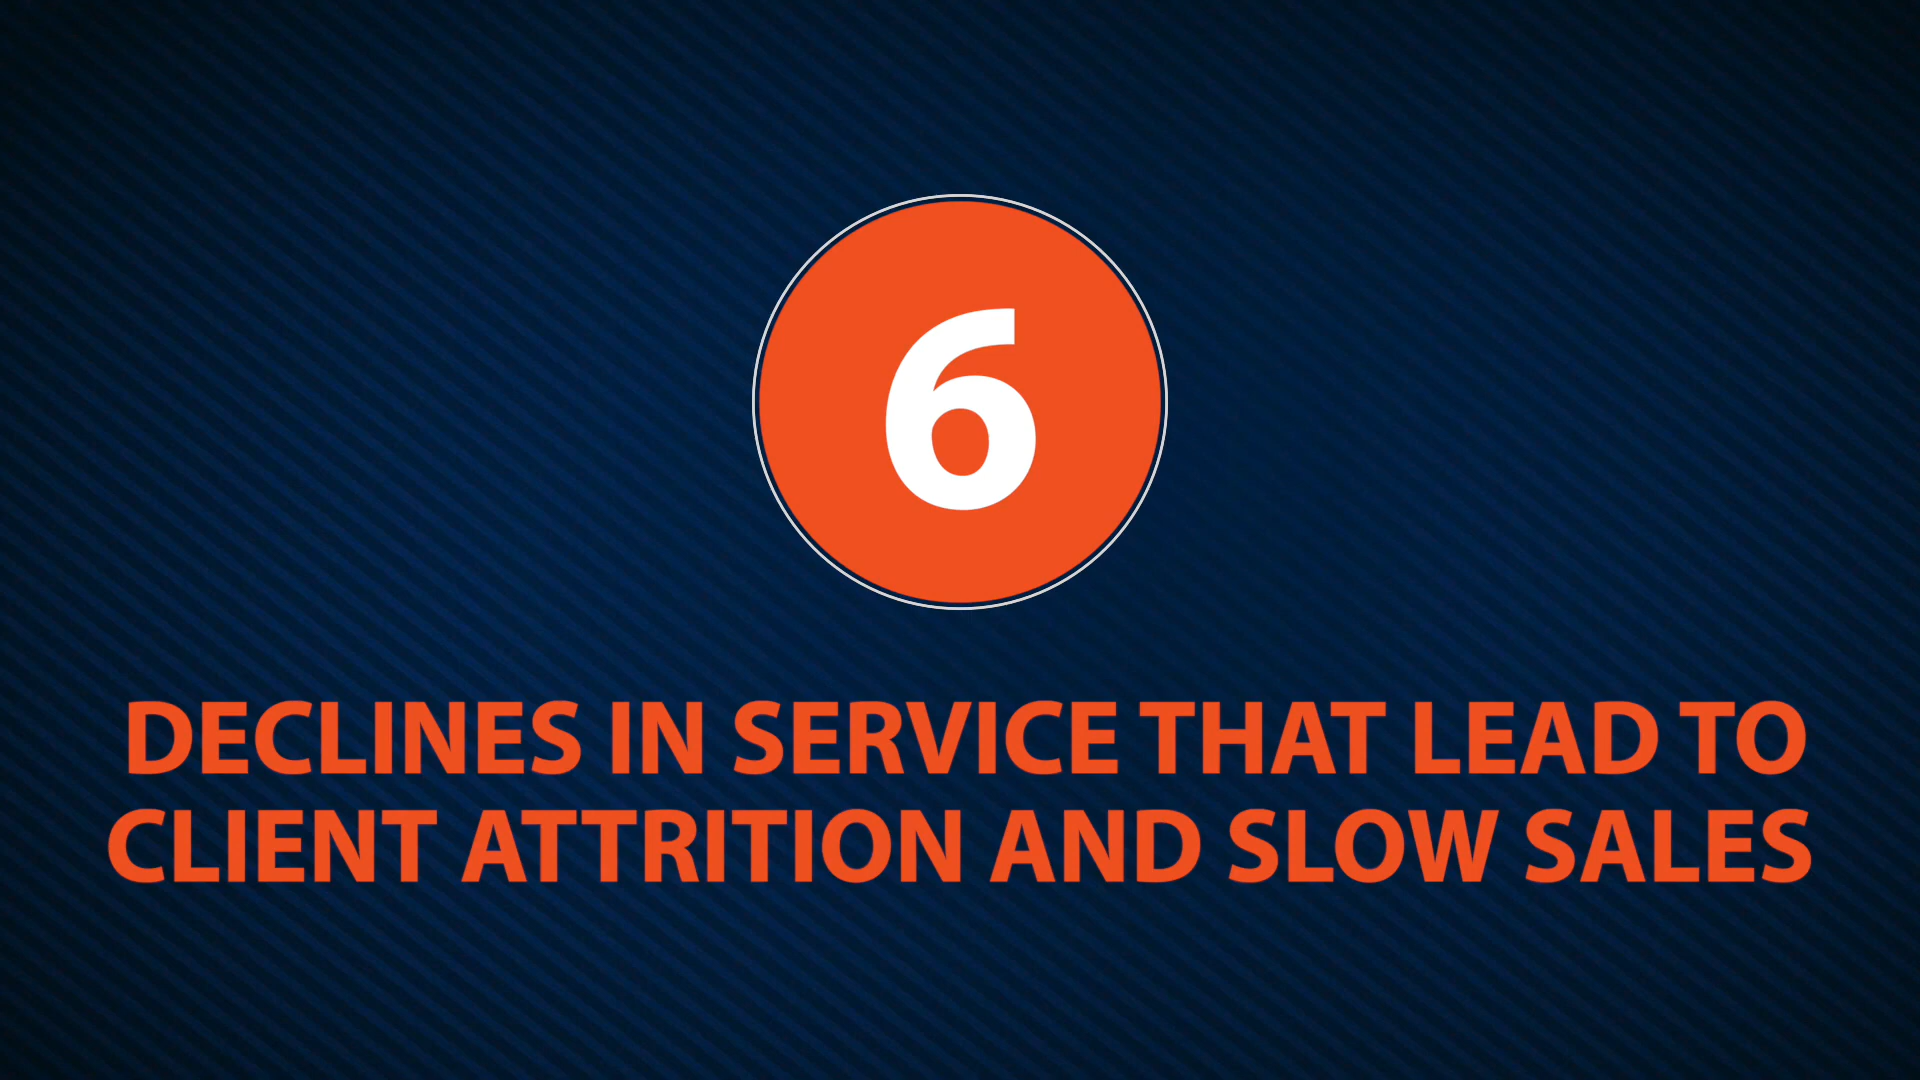 6
DECLINES IN SERVICE THAT LEAD TO
CLIENT ATTRITION AND SLOW SALES